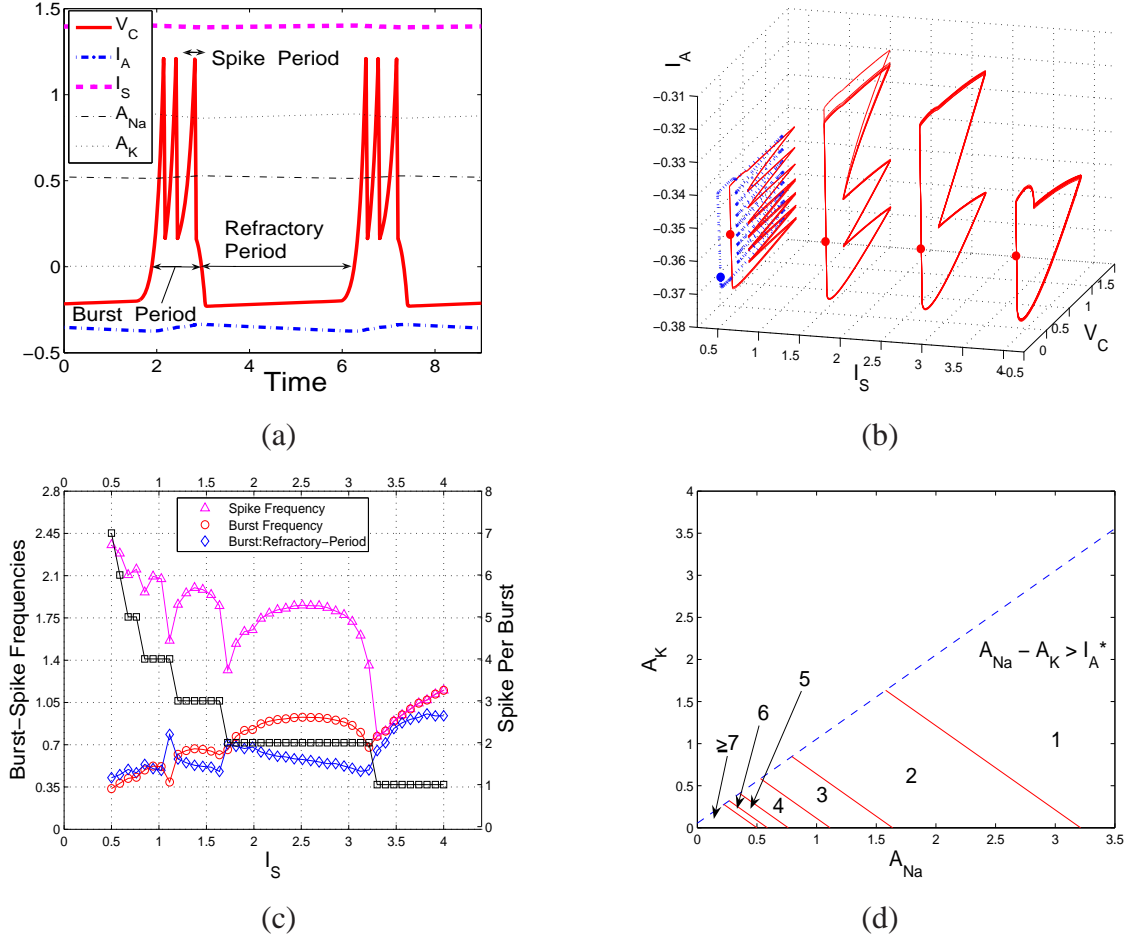 1.5
1
0.5
0
−0.5
V_C
I_A
I_S
A_Na
A_K
Spike Period
Refractory
Period
Burst Period
0 2 4 6 8
Time
(a)
I_A
−0.31
−0.32
−0.33
−0.34
−0.35
−0.36
−0.37
−0.38
0.5 1 1.5 2 2.5 3 3.5 4
I_S
−0.5 0 0.5 1 1.5
V_C
(b)
0 0.5 1 1.5 2 2.5 3 3.5 4
2.8
2.45
2.1
1.75
1.4
1.05
0.7
0.35
0
Burst−Spike Frequencies
Spike Frequency
Burst Frequency
Burst:Refractory−Period
8
7
6
5
4
3
2
1
0
Spike Per Burst
0 0.5 1 1.5 2 2.5 3 3.5 4
I_S
(c)
4
3.5
3
2.5
2
1.5
1
0.5
0
A_K
A_Na − A_K > I_A*
5
6
≥7
4
3
2
1
0 0.5 1 1.5 2 2.5 3 3.5
A_Na
(d)